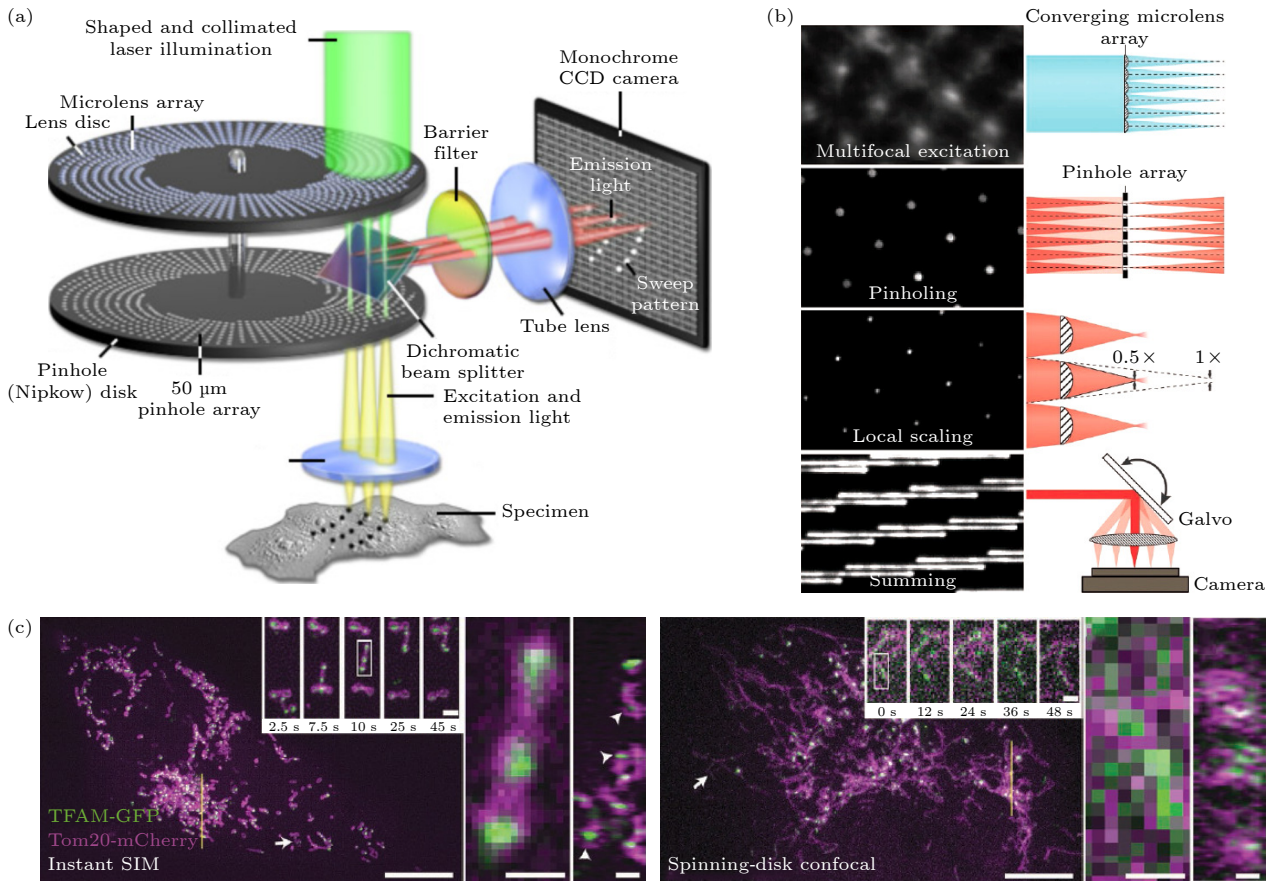 (a)
Shaped and collimated
laser illumination
Microlens array
Lens disc
Monochrome
CCD camera
Barrier
filter
Emission
light
Sweep
pattern
Tube lens
Dichromatic
beam splitter
Pinhole
(Nipkow) disk
50 µm
pinhole array
Excitation and
emission light
Specimen
(b)
Converging microlens
array
Multifocal excitation
Pinhole array
Pinholing
0.5×
1×
Local scaling
Galvo
Summing
Camera
(c)
2.5 s
7.5 s
10 s
25 s
45 s
TFAM-GFP
Tom20-mCherry
Instant SIM
0 s
12 s
24 s
36 s
48 s
Spinning-disk confocal